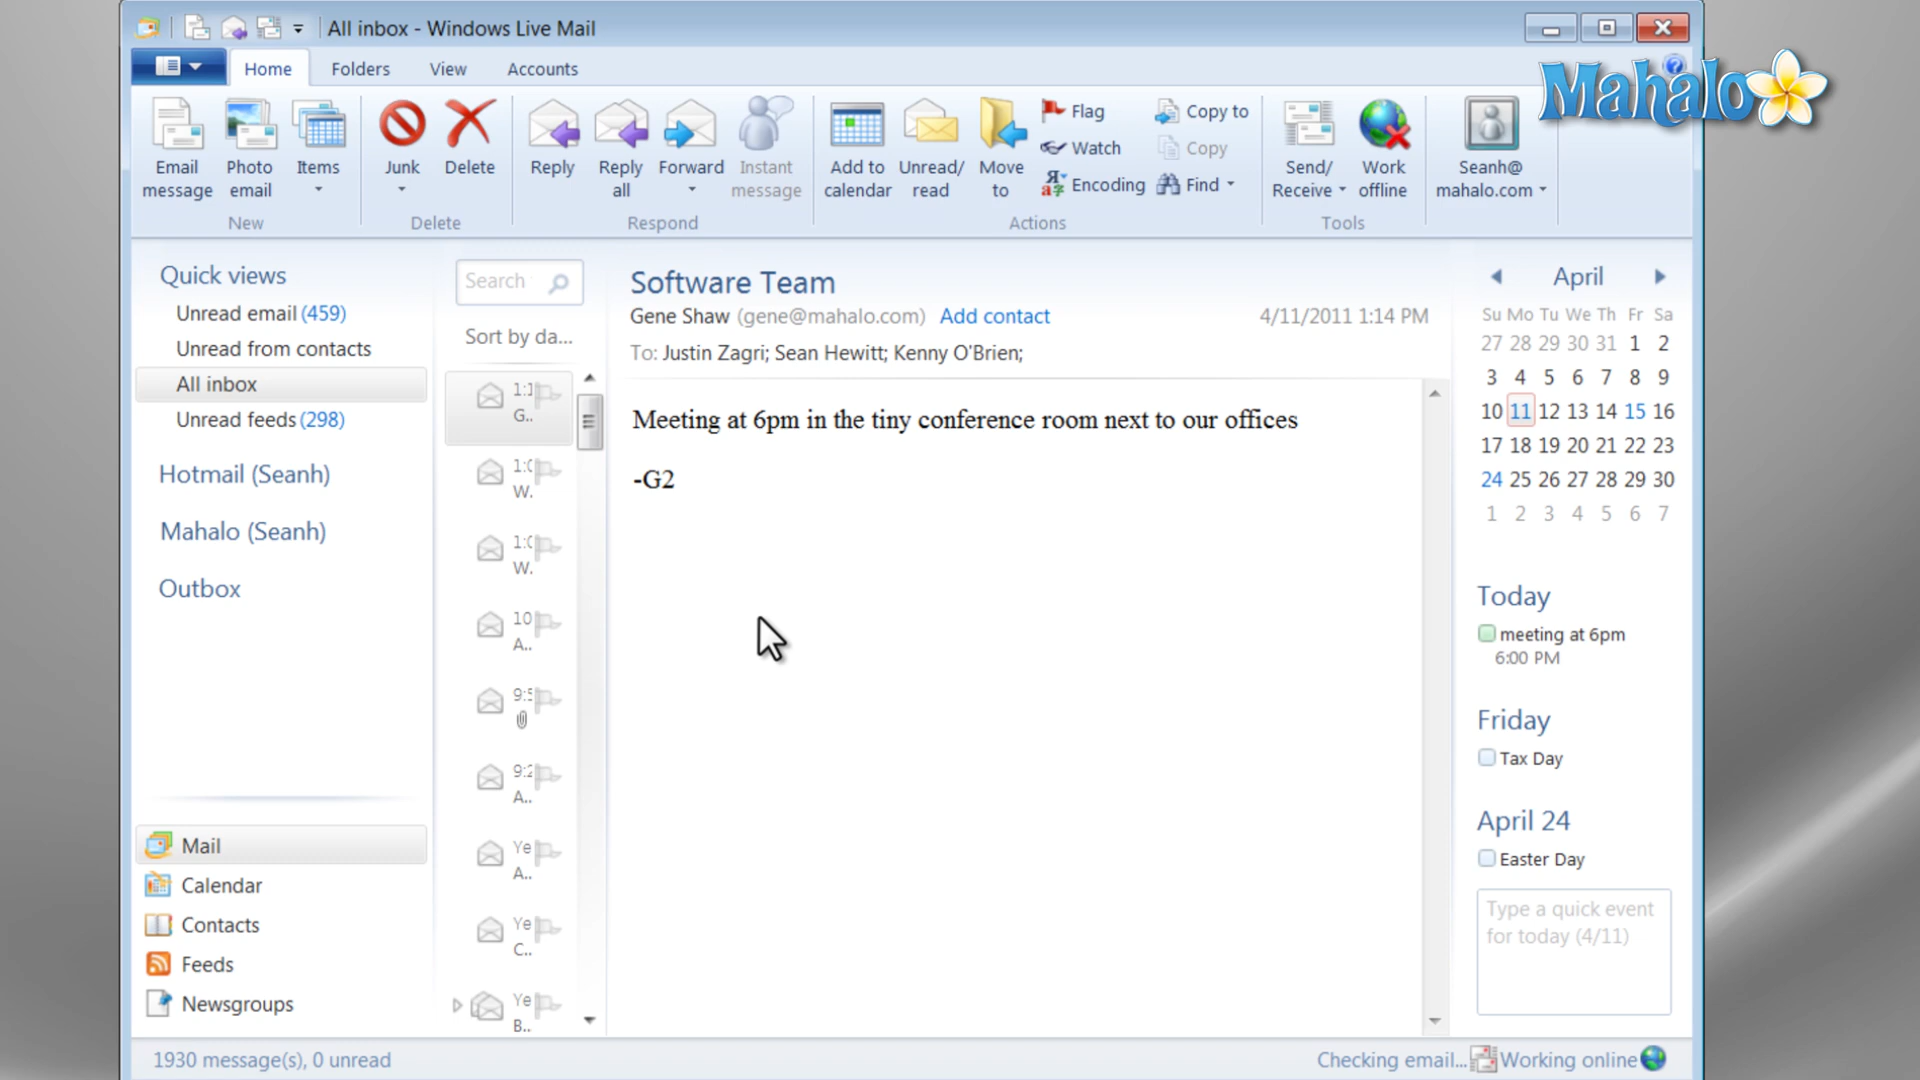 All inbox - Windows Live Mail
Mahalo
Home Folders View Accounts
Email message
Photo email
Items
New
Junk
Delete
Delete
Reply
Reply all
Forward
Instant message
Respond
Add to calendar
Unread/ read
Move to
Flag
Watch
Encoding
Copy to
Copy
Find
Actions
Send/ Receive
Work offline
Tools
Seanh@ mahalo.com
Quick views
Unread email (459)
Unread from contacts
All inbox
Unread feeds (298)
Hotmail (Seanh)
Mahalo (Seanh)
Outbox
Mail
Calendar
Contacts
Feeds
Newsgroups
Search
Sort by da...
G..
W.
W.
10
A..
A..
Ye
A..
Ye
C..
Ye
B..
Software Team
Gene Shaw (gene@mahalo.com) Add contact 4/11/2011 1:14 PM
To: Justin Zagri; Sean Hewitt; Kenny O'Brien;
Meeting at 6pm in the tiny conference room next to our offices
-G2
April
Su Mo Tu We Th Fr Sa
27 28 29 30 31 1 2
3 4 5 6 7 8 9
10 11 12 13 14 15 16
17 18 19 20 21 22 23
24 25 26 27 28 29 30
1 2 3 4 5 6 7
Today
meeting at 6pm
6:00 PM
Friday
Tax Day
April 24
Easter Day
Type a quick event
for today (4/11)
1930 message(s), 0 unread
Checking email... Working online